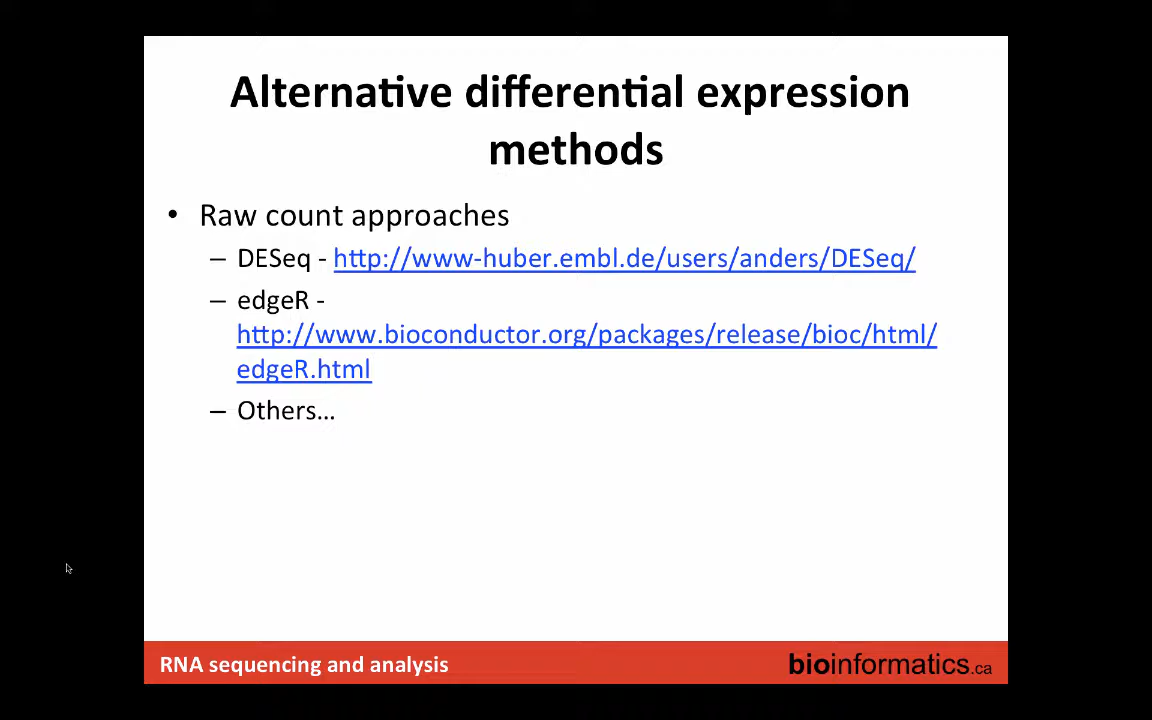 Alternative differential expression
methods
• Raw count approaches
– DESeq - http://www-huber.embl.de/users/anders/DESeq/
– edgeR -
http://www.bioconductor.org/packages/release/bioc/html/
edgeR.html
– Others…
RNA sequencing and analysis
bioinformatics.ca